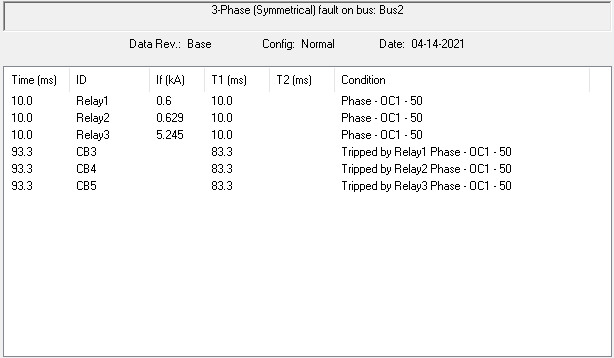 3-Phase (Symmetrical) fault on bus: Bus2
Data Rev.: Base Config: Normal Date: 04-14-2021
Time (ms) ID If (kA) T1 (ms) T2 (ms) Condition
10.0 Relay1 0.6 10.0 Phase - OC1 - 50
10.0 Relay2 0.629 10.0 Phase - OC1 - 50
10.0 Relay3 5.245 10.0 Phase - OC1 - 50
93.3 CB3 83.3 Tripped by Relay1 Phase - OC1 - 50
93.3 CB4 83.3 Tripped by Relay2 Phase - OC1 - 50
93.3 CB5 83.3 Tripped by Relay3 Phase - OC1 - 50